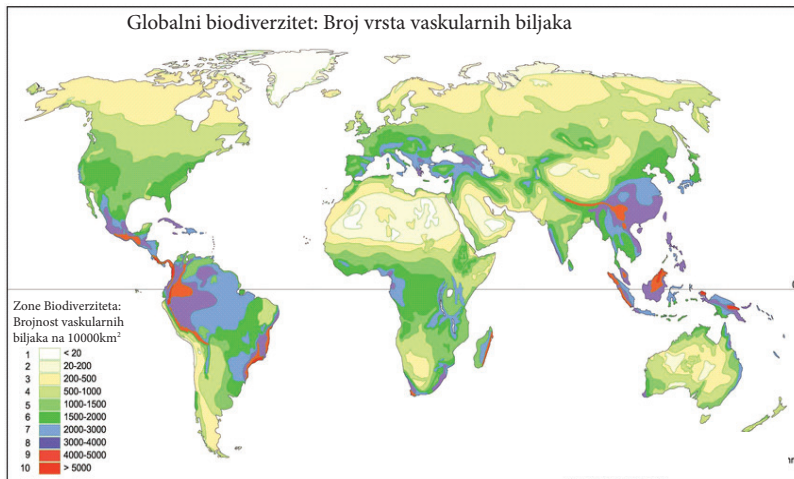 Globalni biodiverzitet: Broj vrsta vaskularnih biljaka
Zone Biodiverziteta:
Brojnost vaskularnih
biljaka na 10000km²
1 < 20
2 20-200
3 200-500
4 500-1000
5 1000-1500
6 1500-2000
7 2000-3000
8 3000-4000
9 4000-5000
10 > 5000